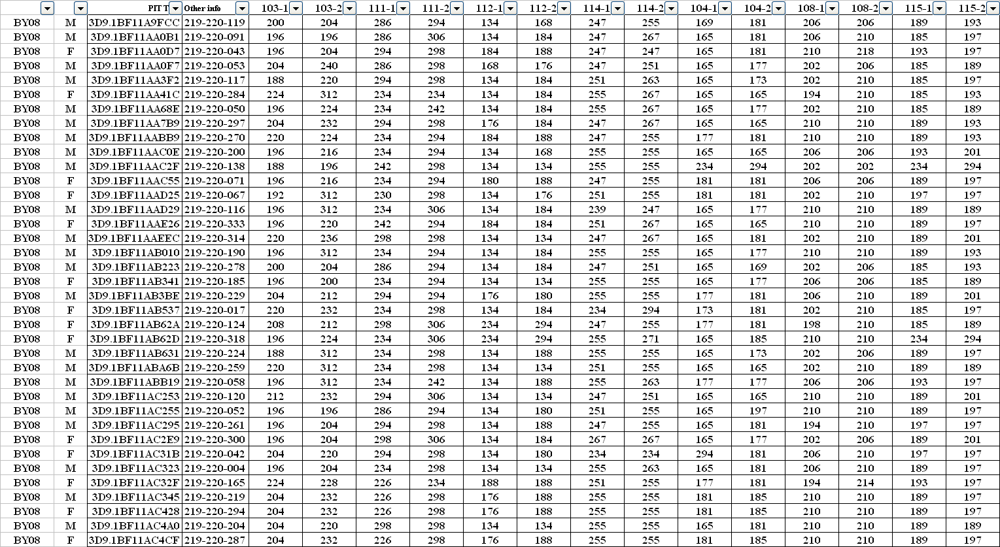 PIT T Other info 103-1 103-2 111-1 111-2 112-1 112-2 114-1 114-2 104-1 104-2 108-1 108-2 115-1 115-2
BY08 M 3D9.1BF11A9FCC 219-220-119 200 204 286 294 134 168 247 255 169 181 206 206 189 193
BY08 M 3D9.1BF11AA0B1 219-220-091 196 196 286 306 134 184 247 267 165 181 206 210 185 197
BY08 F 3D9.1BF11AA0D7 219-220-043 196 204 294 298 184 188 247 247 165 181 210 218 193 197
BY08 M 3D9.1BF11AA0F7 219-220-053 204 240 286 298 168 176 247 251 165 177 202 206 185 189
BY08 M 3D9.1BF11AA3F2 219-220-117 188 220 294 298 134 184 251 263 165 173 202 210 185 197
BY08 F 3D9.1BF11AA41C 219-220-284 224 312 234 234 134 184 255 267 165 165 194 210 185 193
BY08 M 3D9.1BF11AA68E 219-220-050 196 224 234 242 134 184 255 267 165 177 202 210 185 189
BY08 M 3D9.1BF11AA7B9 219-220-297 204 232 294 298 176 184 247 267 165 165 210 210 189 193
BY08 M 3D9.1BF11AABB9 219-220-270 220 224 234 294 184 188 247 255 177 181 210 210 189 193
BY08 M 3D9.1BF11AAC0E 219-220-200 196 216 234 294 134 168 255 255 165 165 206 206 193 201
BY08 M 3D9.1BF11AAC2F 219-220-138 188 196 242 298 134 134 255 255 234 294 202 202 234 294
BY08 F 3D9.1BF11AAC55 219-220-071 196 216 234 294 180 188 247 255 181 181 206 206 189 197
BY08 F 3D9.1BF11AAD25 219-220-067 192 312 230 298 134 176 251 255 181 181 202 210 197 197
BY08 M 3D9.1BF11AAD29 219-220-116 196 312 234 306 134 184 239 247 165 177 210 210 189 189
BY08 F 3D9.1BF11AAE26 219-220-333 196 220 242 294 184 184 251 267 165 165 210 210 189 197
BY08 M 3D9.1BF11AAEEC 219-220-314 220 236 298 298 134 134 247 267 165 181 202 210 189 201
BY08 M 3D9.1BF11AB010 219-220-190 196 312 234 294 134 184 255 255 165 177 210 210 189 193
BY08 M 3D9.1BF11AB223 219-220-278 200 204 286 294 134 184 247 251 165 169 202 206 185 193
BY08 F 3D9.1BF11AB341 219-220-185 196 200 234 294 134 134 255 255 165 177 206 206 185 189
BY08 M 3D9.1BF11AB3BE 219-220-229 204 212 294 294 176 180 255 255 177 181 206 210 189 201
BY08 F 3D9.1BF11AB537 219-220-017 220 232 234 298 134 184 234 294 173 181 202 210 185 197
BY08 F 3D9.1BF11AB62A 219-220-124 208 212 298 306 234 294 247 255 177 181 198 210 185 189
BY08 F 3D9.1BF11AB62D 219-220-318 196 224 234 306 234 294 255 271 165 185 210 210 234 294
BY08 M 3D9.1BF11AB631 219-220-224 188 312 234 298 134 188 255 255 165 173 202 206 189 197
BY08 M 3D9.1BF11ABA6B 219-220-259 220 312 234 298 134 134 251 255 165 165 202 210 189 189
BY08 M 3D9.1BF11ABB19 219-220-058 196 312 234 242 134 188 255 263 177 177 206 206 193 197
BY08 M 3D9.1BF11AC253 219-220-120 212 232 294 306 134 134 247 251 165 165 210 210 189 201
BY08 M 3D9.1BF11AC255 219-220-052 196 196 286 294 134 180 251 255 165 197 210 210 189 197
BY08 M 3D9.1BF11AC295 219-220-261 196 204 294 298 134 188 247 255 165 181 194 210 197 197
BY08 F 3D9.1BF11AC2E9 219-220-300 196 204 298 306 134 184 267 267 165 177 202 206 189 201
BY08 F 3D9.1BF11AC31B 219-220-042 204 220 294 298 134 180 234 234 294 181 206 210 197 197
BY08 M 3D9.1BF11AC323 219-220-004 196 204 234 298 134 134 255 263 165 181 206 210 189 197
BY08 F 3D9.1BF11AC32F 219-220-165 224 228 226 234 188 188 251 255 177 181 194 214 193 197
BY08 M 3D9.1BF11AC345 219-220-219 204 232 226 298 176 188 255 255 181 185 210 210 189 197
BY08 F 3D9.1BF11AC428 219-220-294 204 232 226 298 176 188 255 255 181 185 210 210 189 197
BY08 M 3D9.1BF11AC4A0 219-220-204 204 220 298 298 134 134 255 255 165 181 210 210 189 189
BY08 F 3D9.1BF11AC4CF 219-220-287 204 232 226 298 176 188 255 255 181 185 210 210 189 197